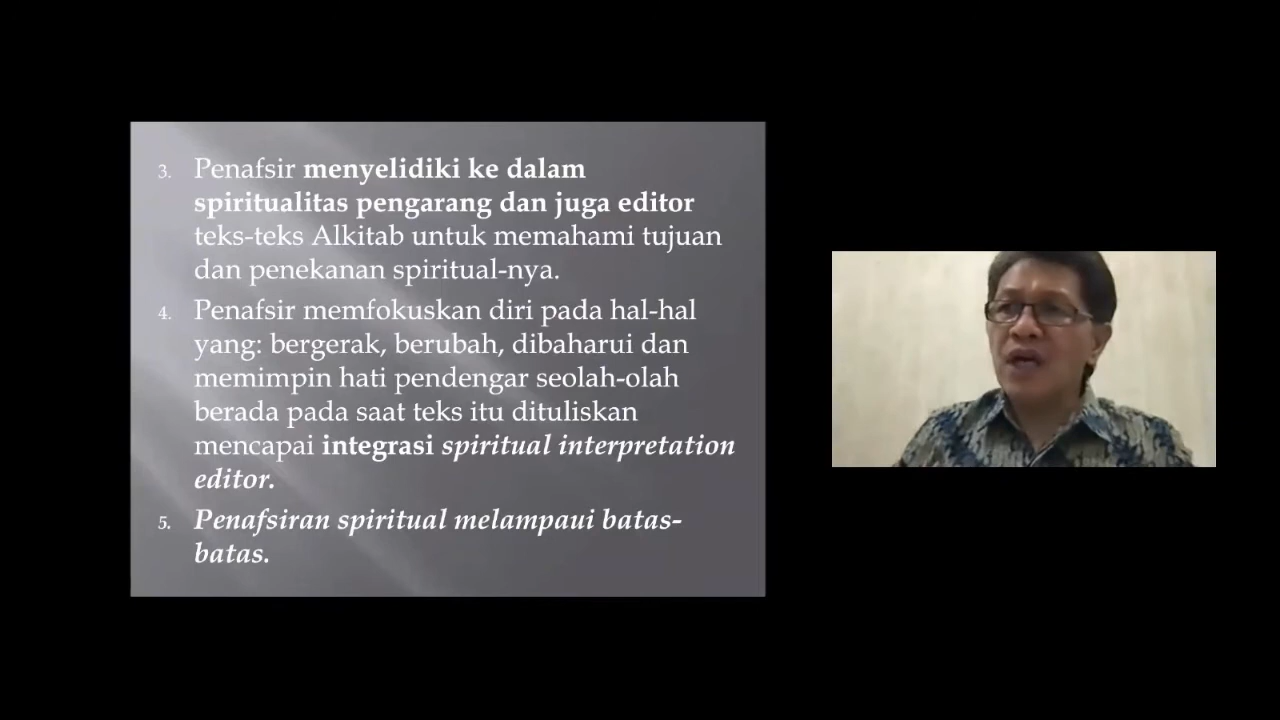 3. Penafsir menyelidiki ke dalam
spiritualitas pengarang dan juga editor
teks-teks Alkitab untuk memahami tujuan
dan penekanan spiritual-nya.
4. Penafsir memfokuskan diri pada hal-hal
yang: bergerak, berubah, dibaharui dan
memimpin hati pendengar seolah-olah
berada pada saat teks itu dituliskan
mencapai integrasi spiritual interpretation
editor.
5. Penafsiran spiritual melampaui batas-
batas.